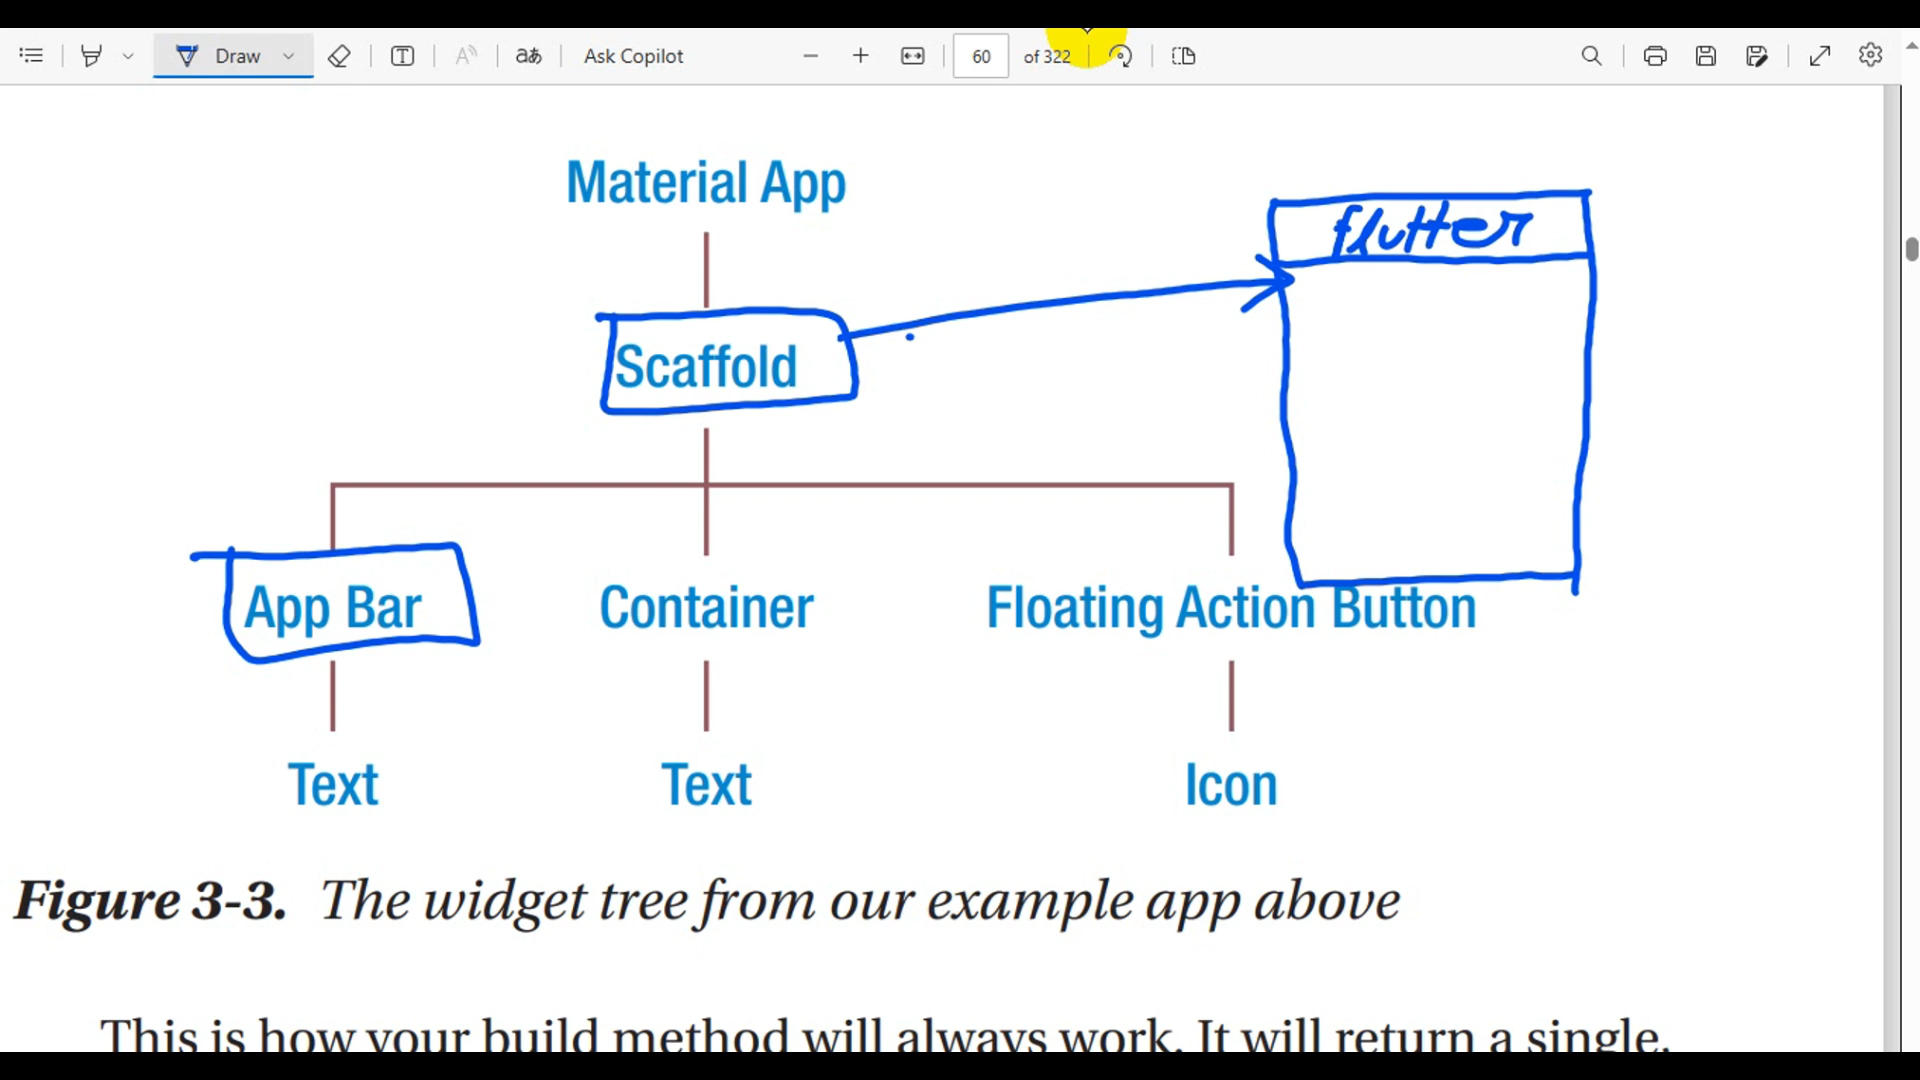 Draw
aあ
Ask Copilot
60 of 322
Material App
flutter
Scaffold
App Bar Container Floating Action Button
Text Text Icon
Figure 3-3. The widget tree from our example app above
This is how your build method will always work. It will return a single,